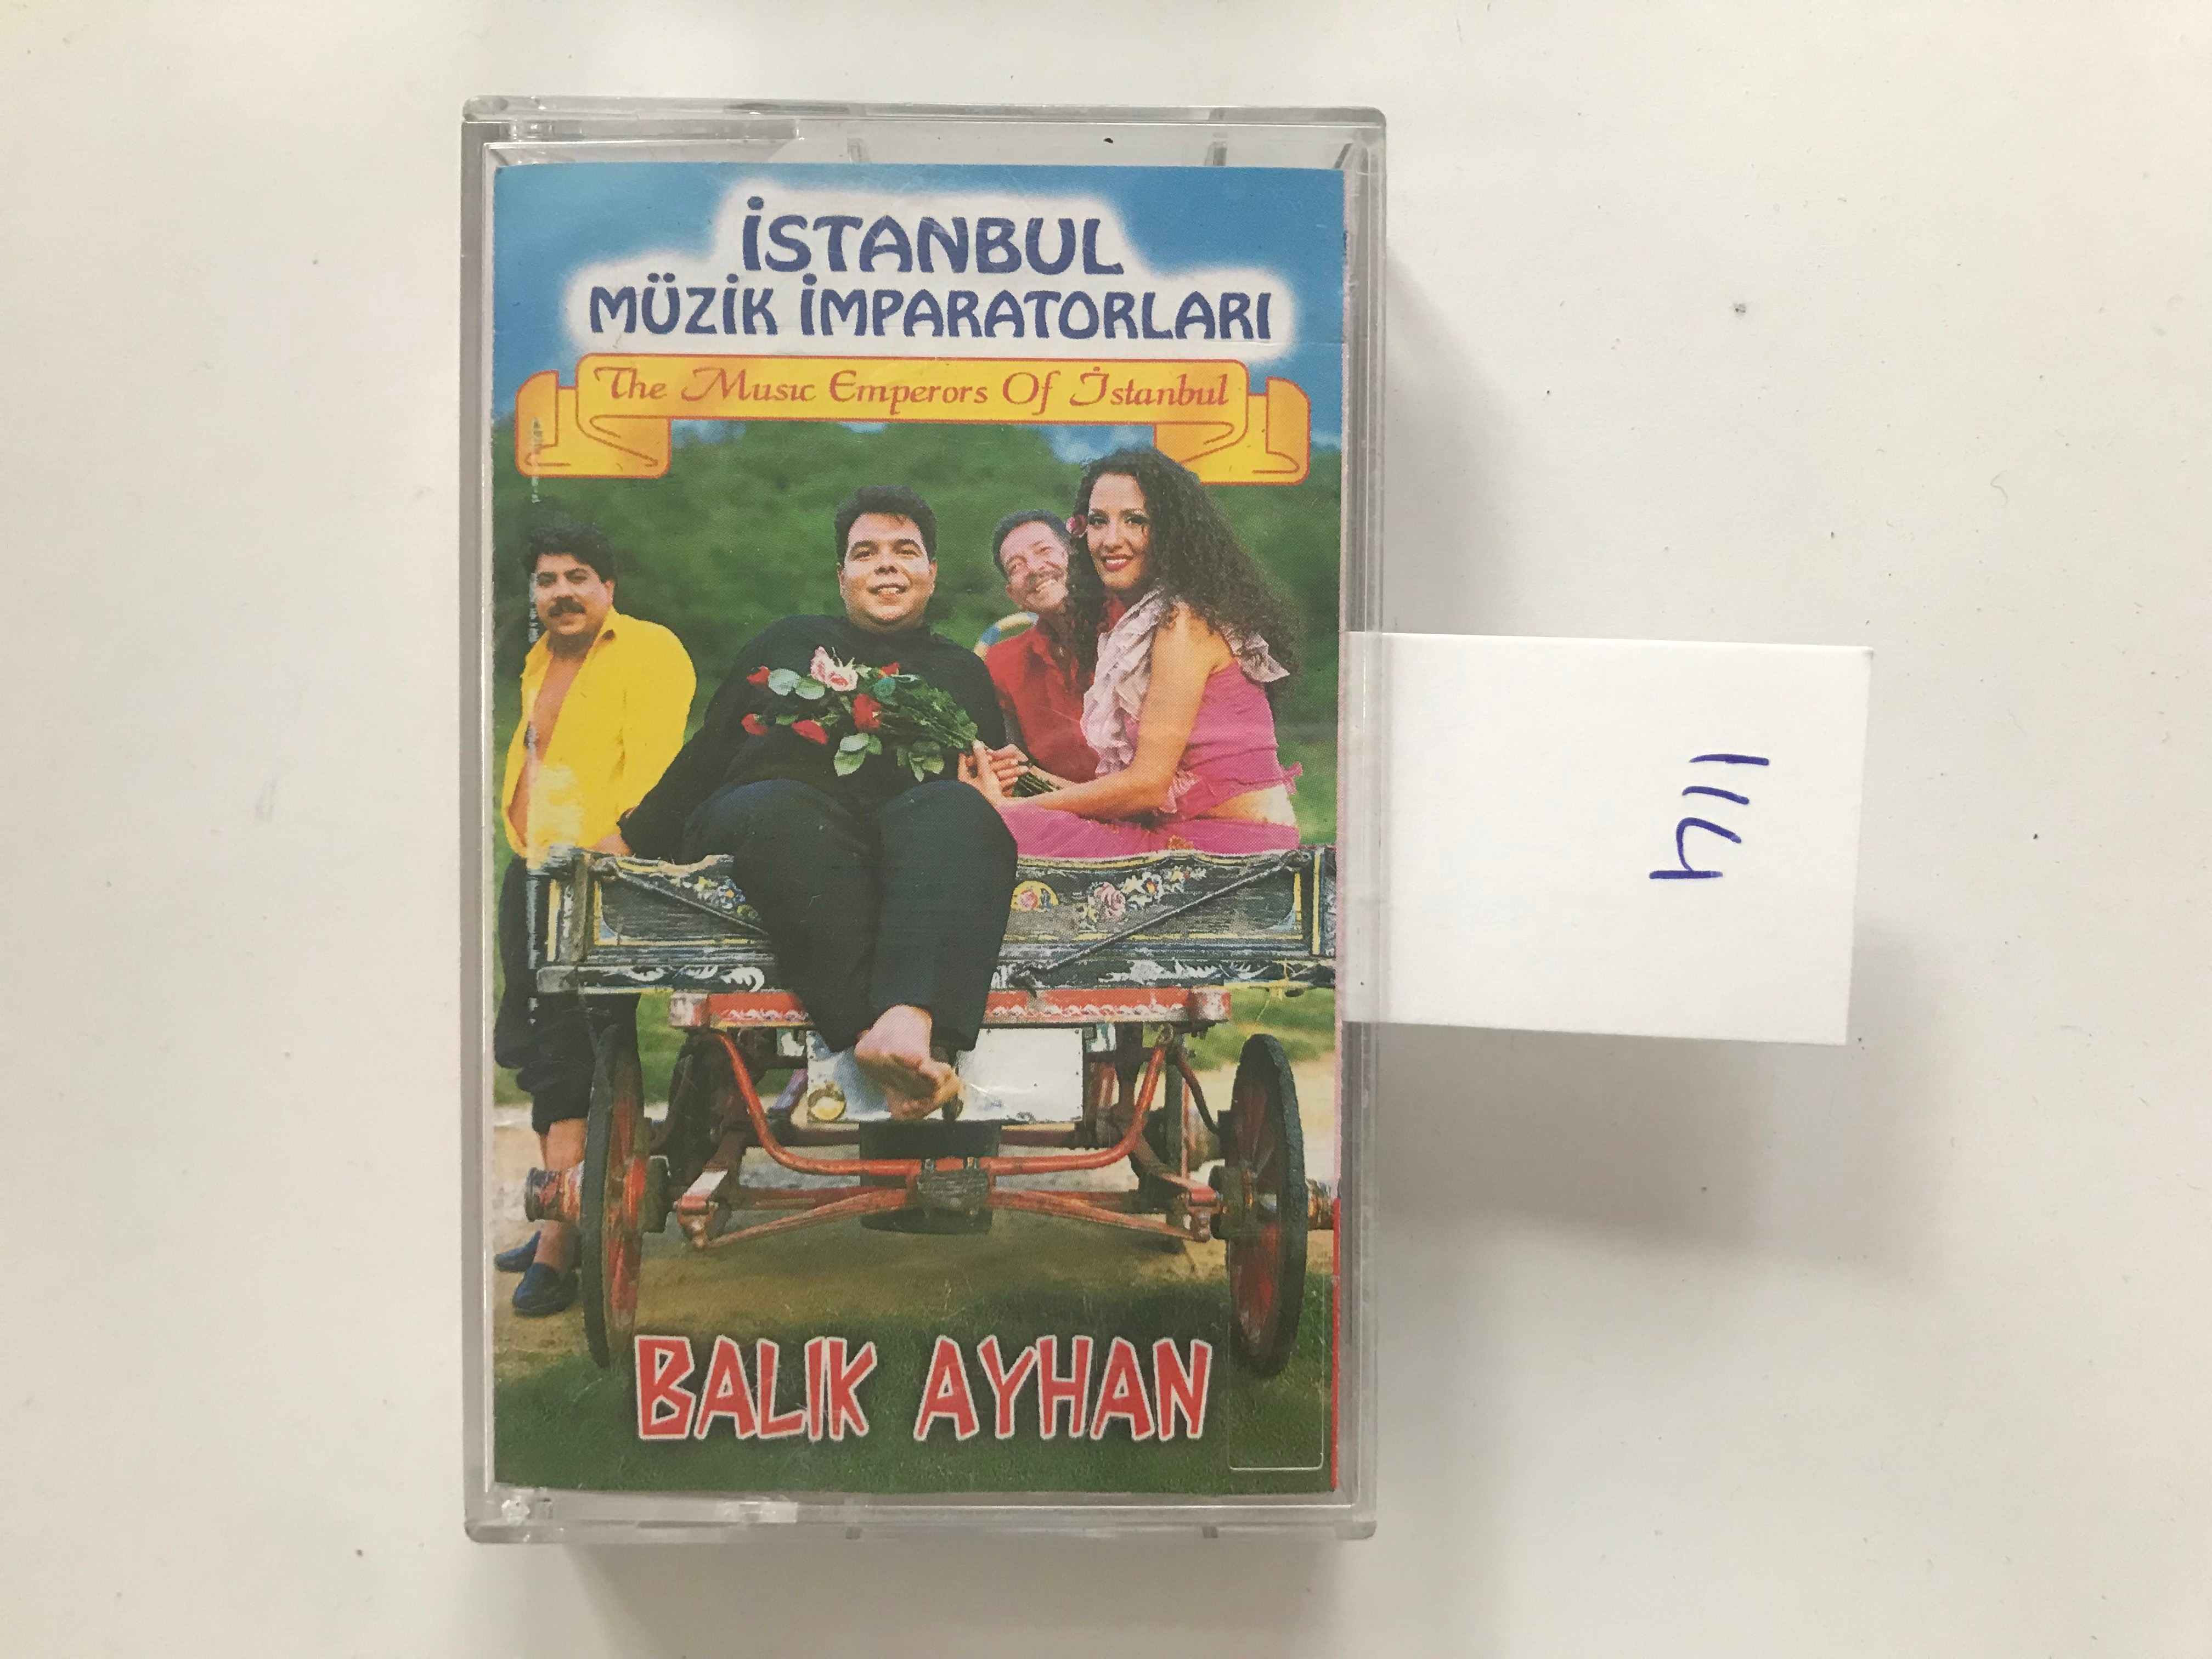 İSTANBUL
MÜZİK İMPARATORLARI
The Music Emperors Of İstanbul
BALIK AYHAN
114